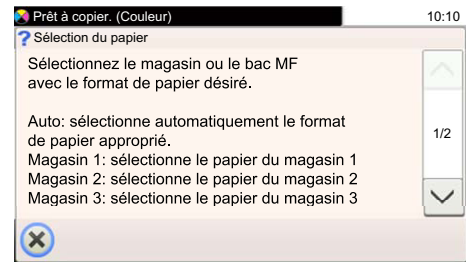 Prêt à copier. (Couleur)
10:10
? Sélection du papier
Sélectionnez le magasin ou le bac MF
avec le format de papier désiré.
Auto: sélectionne automatiquement le format
de papier approprié.
1/2
Magasin 1: sélectionne le papier du magasin 1
Magasin 2: sélectionne le papier du magasin 2
Magasin 3: sélectionne le papier du magasin 3